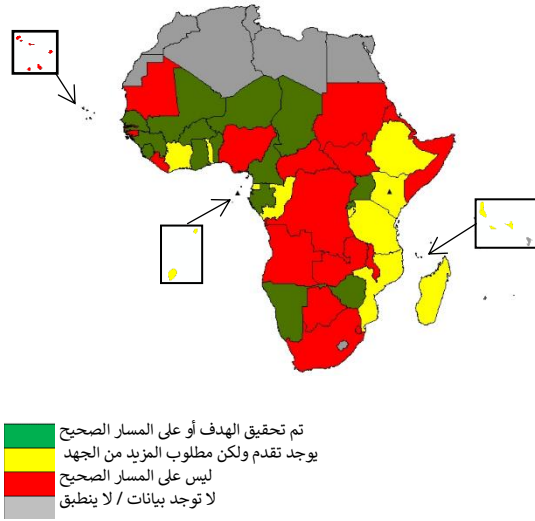 تم تحقيق الهدف أو على المسار الصحيح
يوجد تقدم ولكن مطلوب المزيد من الجهد
ليس على المسار الصحيح
لا توجد بيانات / لا ينطبق